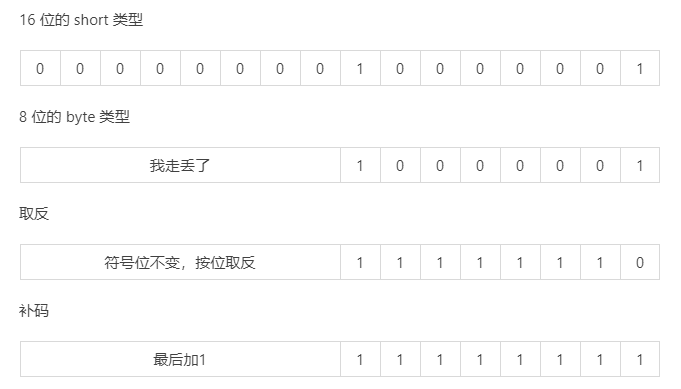 16 位的 short 类型
0 0 0 0 0 0 0 0 1 0 0 0 0 0 0 1
8 位的 byte 类型
我走丢了 1 0 0 0 0 0 0 1
取反
符号位不变，按位取反 1 1 1 1 1 1 1 0
补码
最后加1 1 1 1 1 1 1 1 1